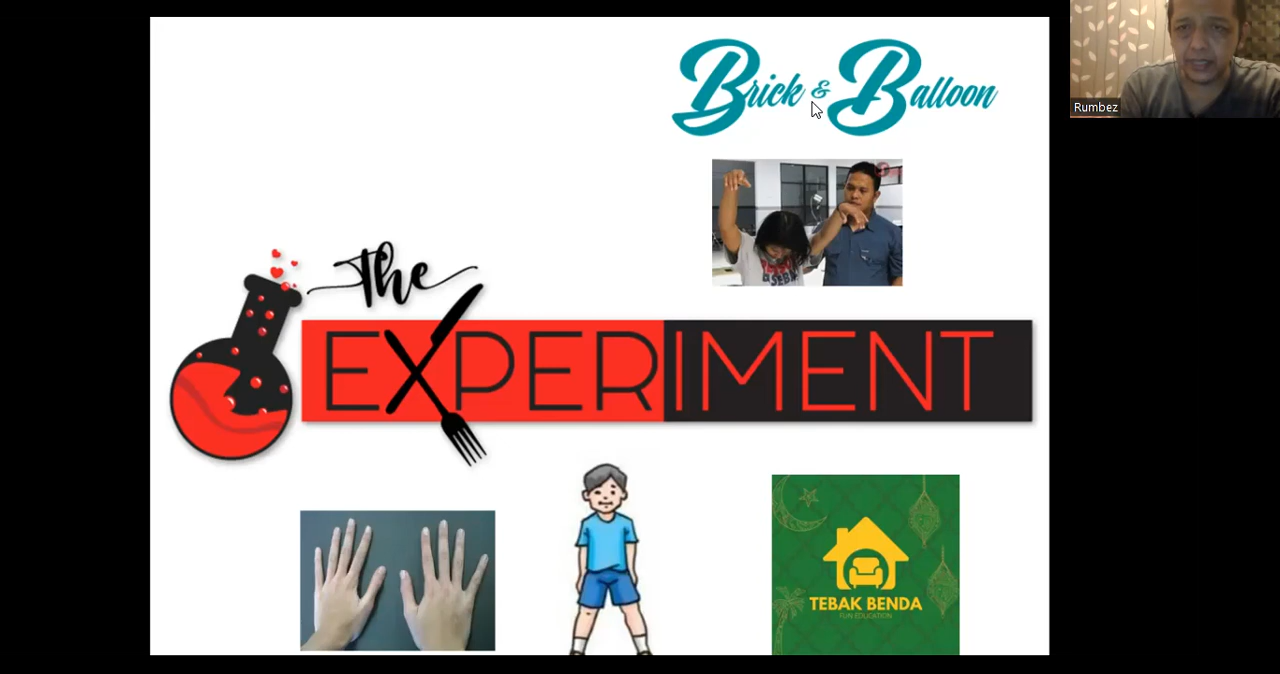 Brick & Balloon
The
EXPERIMENT
TEBAK BENDA
FUN EDUCATION
Rumbez